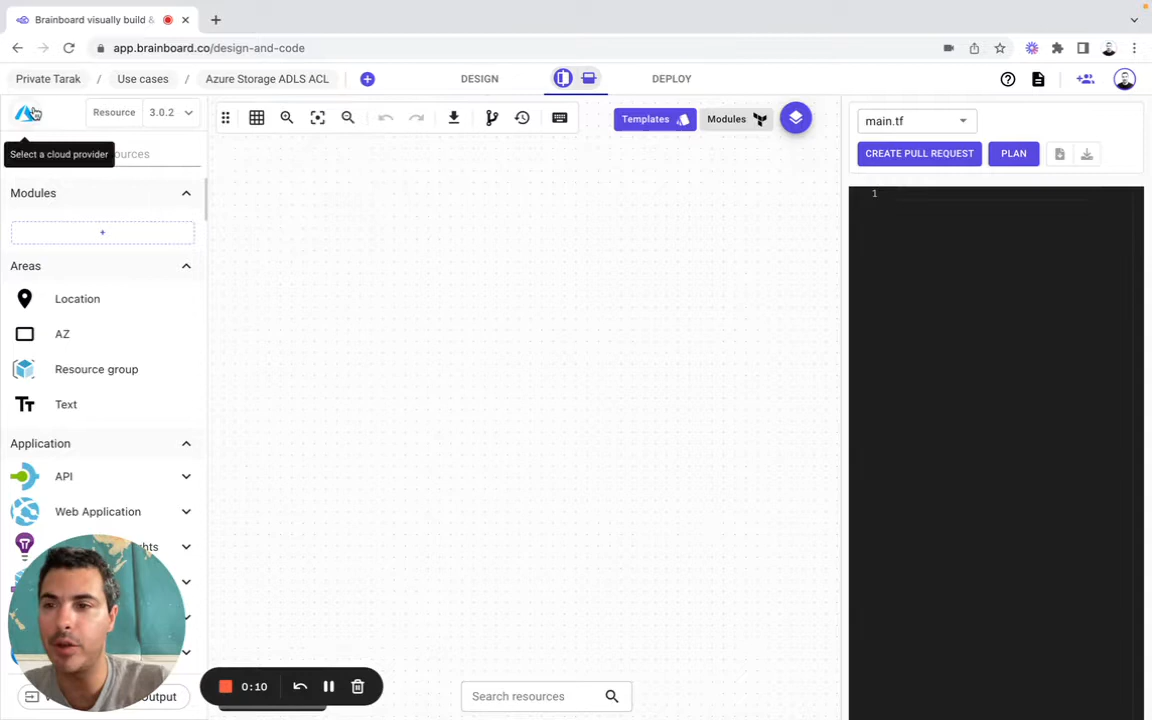 Brainboard visually build &
app.brainboard.co/design-and-code
Private Tarak / Use cases / Azure Storage ADLS ACL
DESIGN
DEPLOY
Resource 3.0.2
Templates
Modules
main.tf
Select a cloud provider
CREATE PULL REQUEST
PLAN
Modules
+
1
Areas
Location
AZ
Resource group
Text
Application
API
Web Application
0:10
Search resources